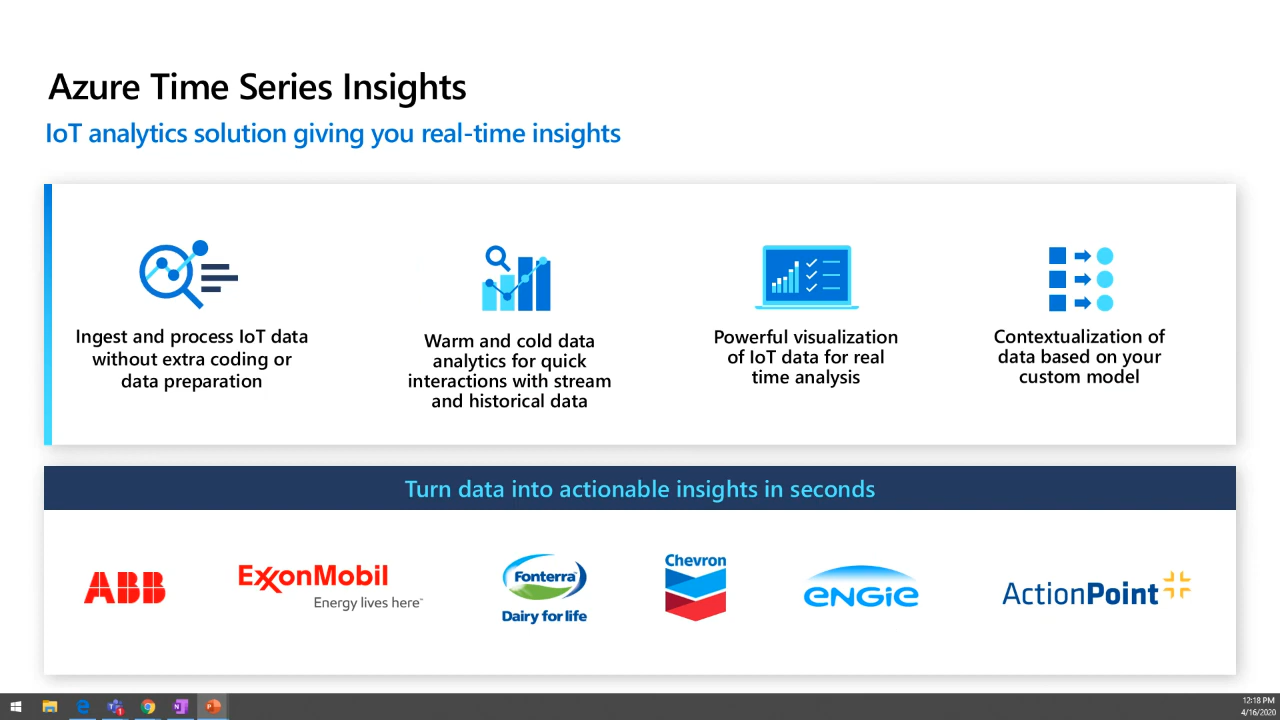 Azure Time Series Insights
IoT analytics solution giving you real-time insights
Ingest and process IoT data
without extra coding or
data preparation
Warm and cold data
analytics for quick
interactions with stream
and historical data
Powerful visualization
of IoT data for real
time analysis
Contextualization of
data based on your
custom model
Turn data into actionable insights in seconds
ABB
ExxonMobil
Energy lives here™
Fonterra
Dairy for life
Chevron
ENGIE
ActionPoint
12:18 PM
4/16/2020